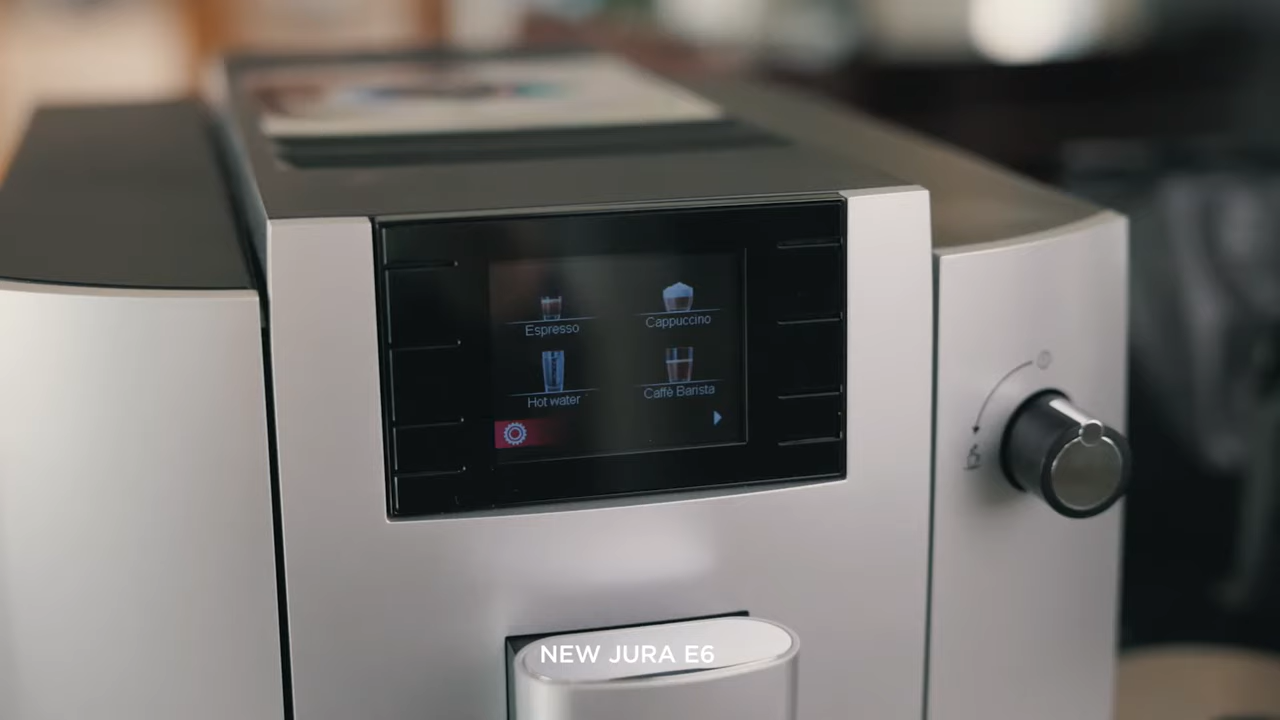 Espresso
Cappuccino
Hot water
Caffè Barista
NEW JURA E6